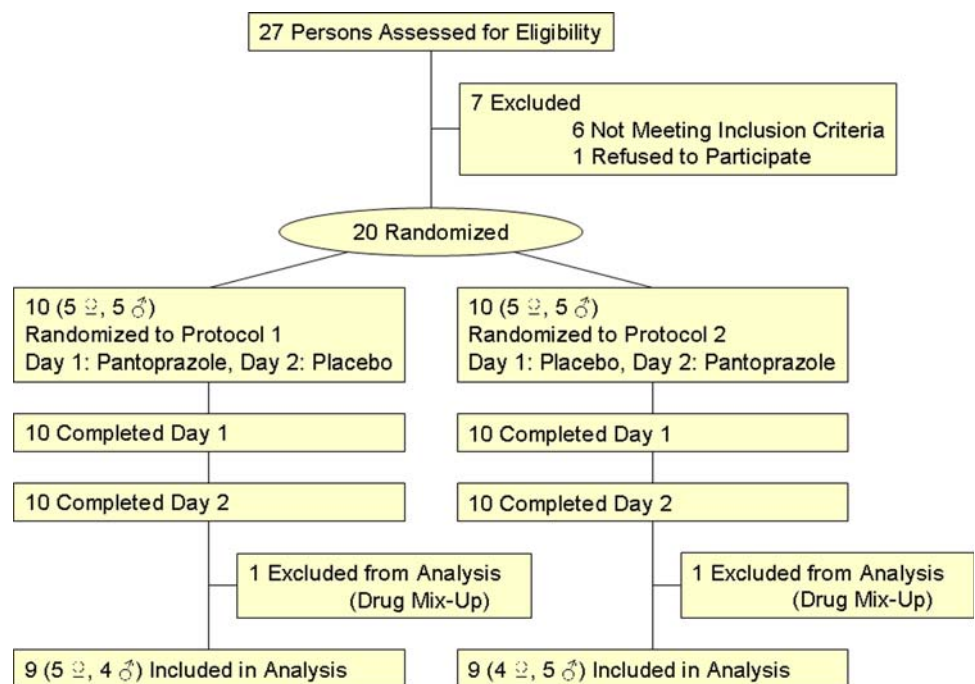 27 Persons Assessed for Eligibility
7 Excluded
6 Not Meeting Inclusion Criteria
1 Refused to Participate
20 Randomized
10 (5 ♀, 5 ♂)
Randomized to Protocol 1
Day 1: Pantoprazole, Day 2: Placebo
10 (5 ♀, 5 ♂)
Randomized to Protocol 2
Day 1: Placebo, Day 2: Pantoprazole
10 Completed Day 1
10 Completed Day 1
10 Completed Day 2
10 Completed Day 2
1 Excluded from Analysis
(Drug Mix-Up)
1 Excluded from Analysis
(Drug Mix-Up)
9 (5 ♀, 4 ♂) Included in Analysis
9 (4 ♀, 5 ♂) Included in Analysis